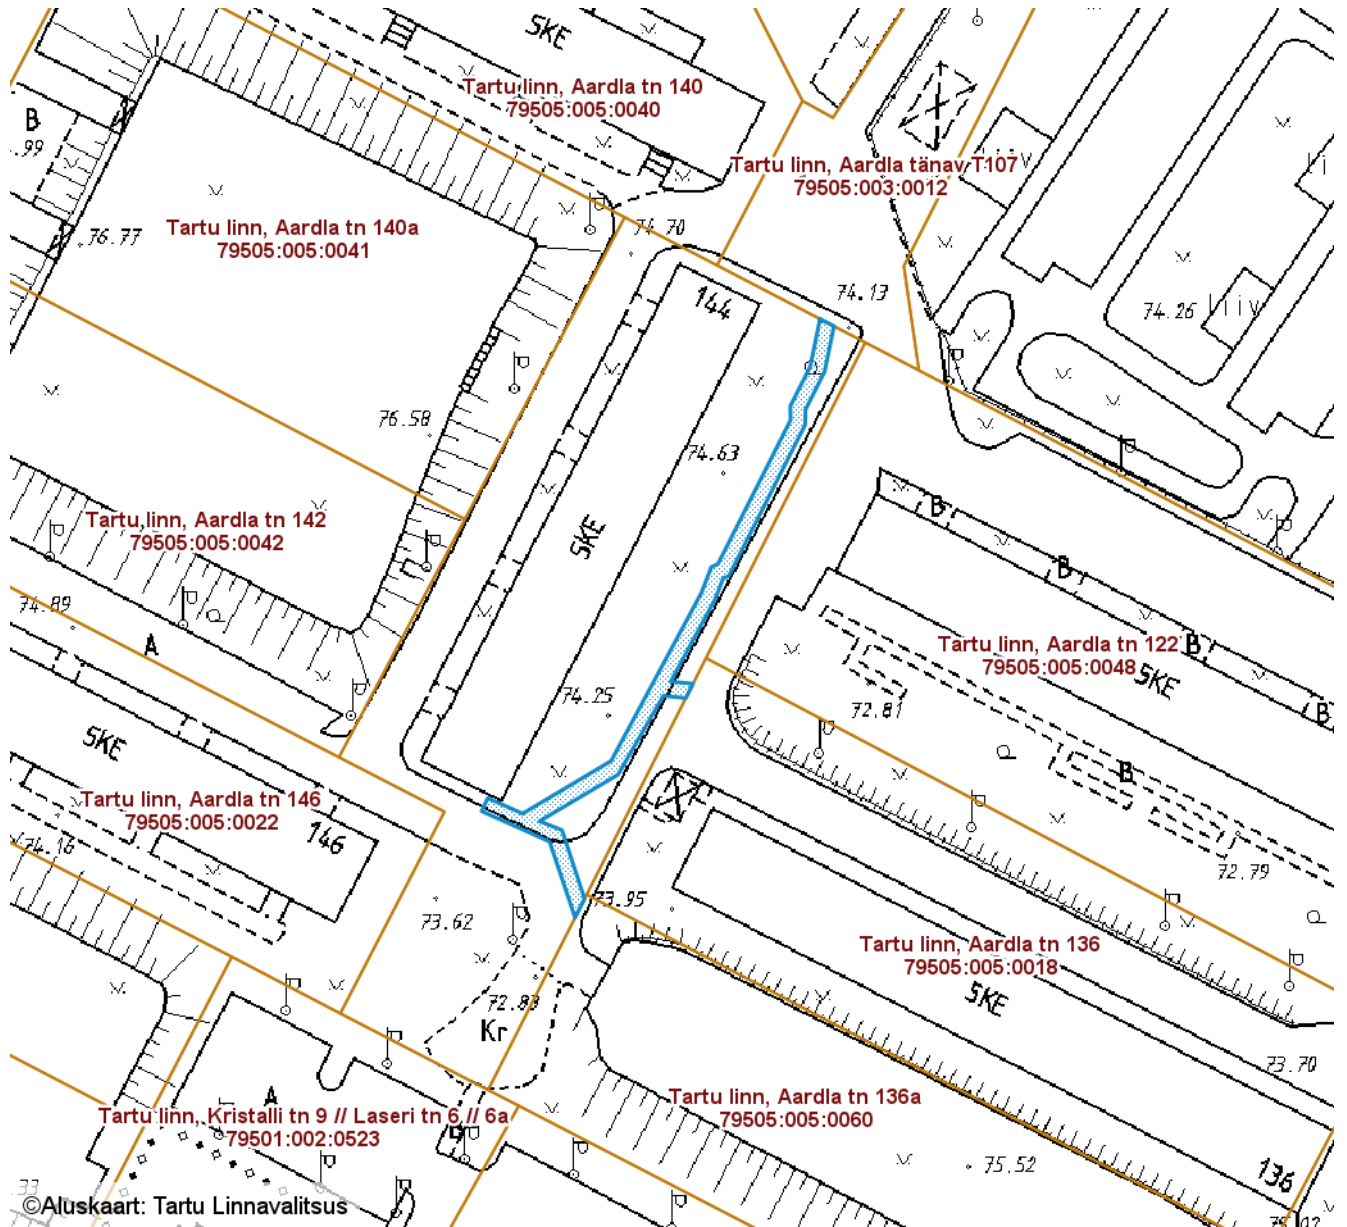 5KE
Tartu linn, Aardla tn 140
79505:005:0040
B
.99
Tartu linn, Aardla tänav T107
79505:003:0012
Tartu linn, Aardla tn 140a
79505:005:0041
76.77
74.70
74.13
144
74.26
liiv
76.58
74.63
Tartu linn, Aardla tn 142
79505:005:0042
5KE
B
B
74.89
A
Tartu linn, Aardla tn 122
79505:005:0048
B
5KE
74.25
72.81
B
5KE
B
Tartu linn, Aardla tn 146
79505:005:0022
146
74.16
72.79
73.95
73.62
Tartu linn, Aardla tn 136
79505:005:0018
5KE
72.83
Kr
73.70
A
Tartu linn, Kristalli tn 9 // Laseri tn 6 // 6a
79501:002:0523
Tartu linn, Aardla tn 136a
79505:005:0060
75.52
136
.33
©Aluskaart: Tartu Linnavalitsus